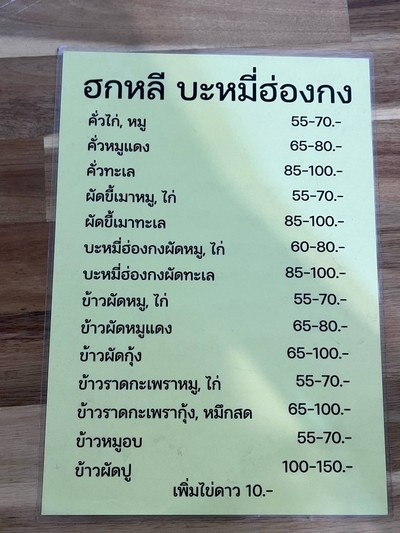 ฮกหลี บะหมี่ฮ่องกง
คั่วไก่, หมู 55-70.-
คั่วหมูแดง 65-80.-
คั่วทะเล 85-100.-
ผัดขี้เมาหมู, ไก่ 55-70.-
ผัดขี้เมาทะเล 85-100.-
บะหมี่ฮ่องกงผัดหมู, ไก่ 60-80.-
บะหมี่ฮ่องกงผัดทะเล 85-100.-
ข้าวผัดหมู, ไก่ 55-70.-
ข้าวผัดหมูแดง 65-80.-
ข้าวผัดกุ้ง 65-100.-
ข้าวราดกะเพราหมู, ไก่ 55-70.-
ข้าวราดกะเพรากุ้ง, หมึกสด 65-100.-
ข้าวหมูอบ 55-70.-
ข้าวผัดปู 100-150.-
เพิ่มไข่ดาว 10.-